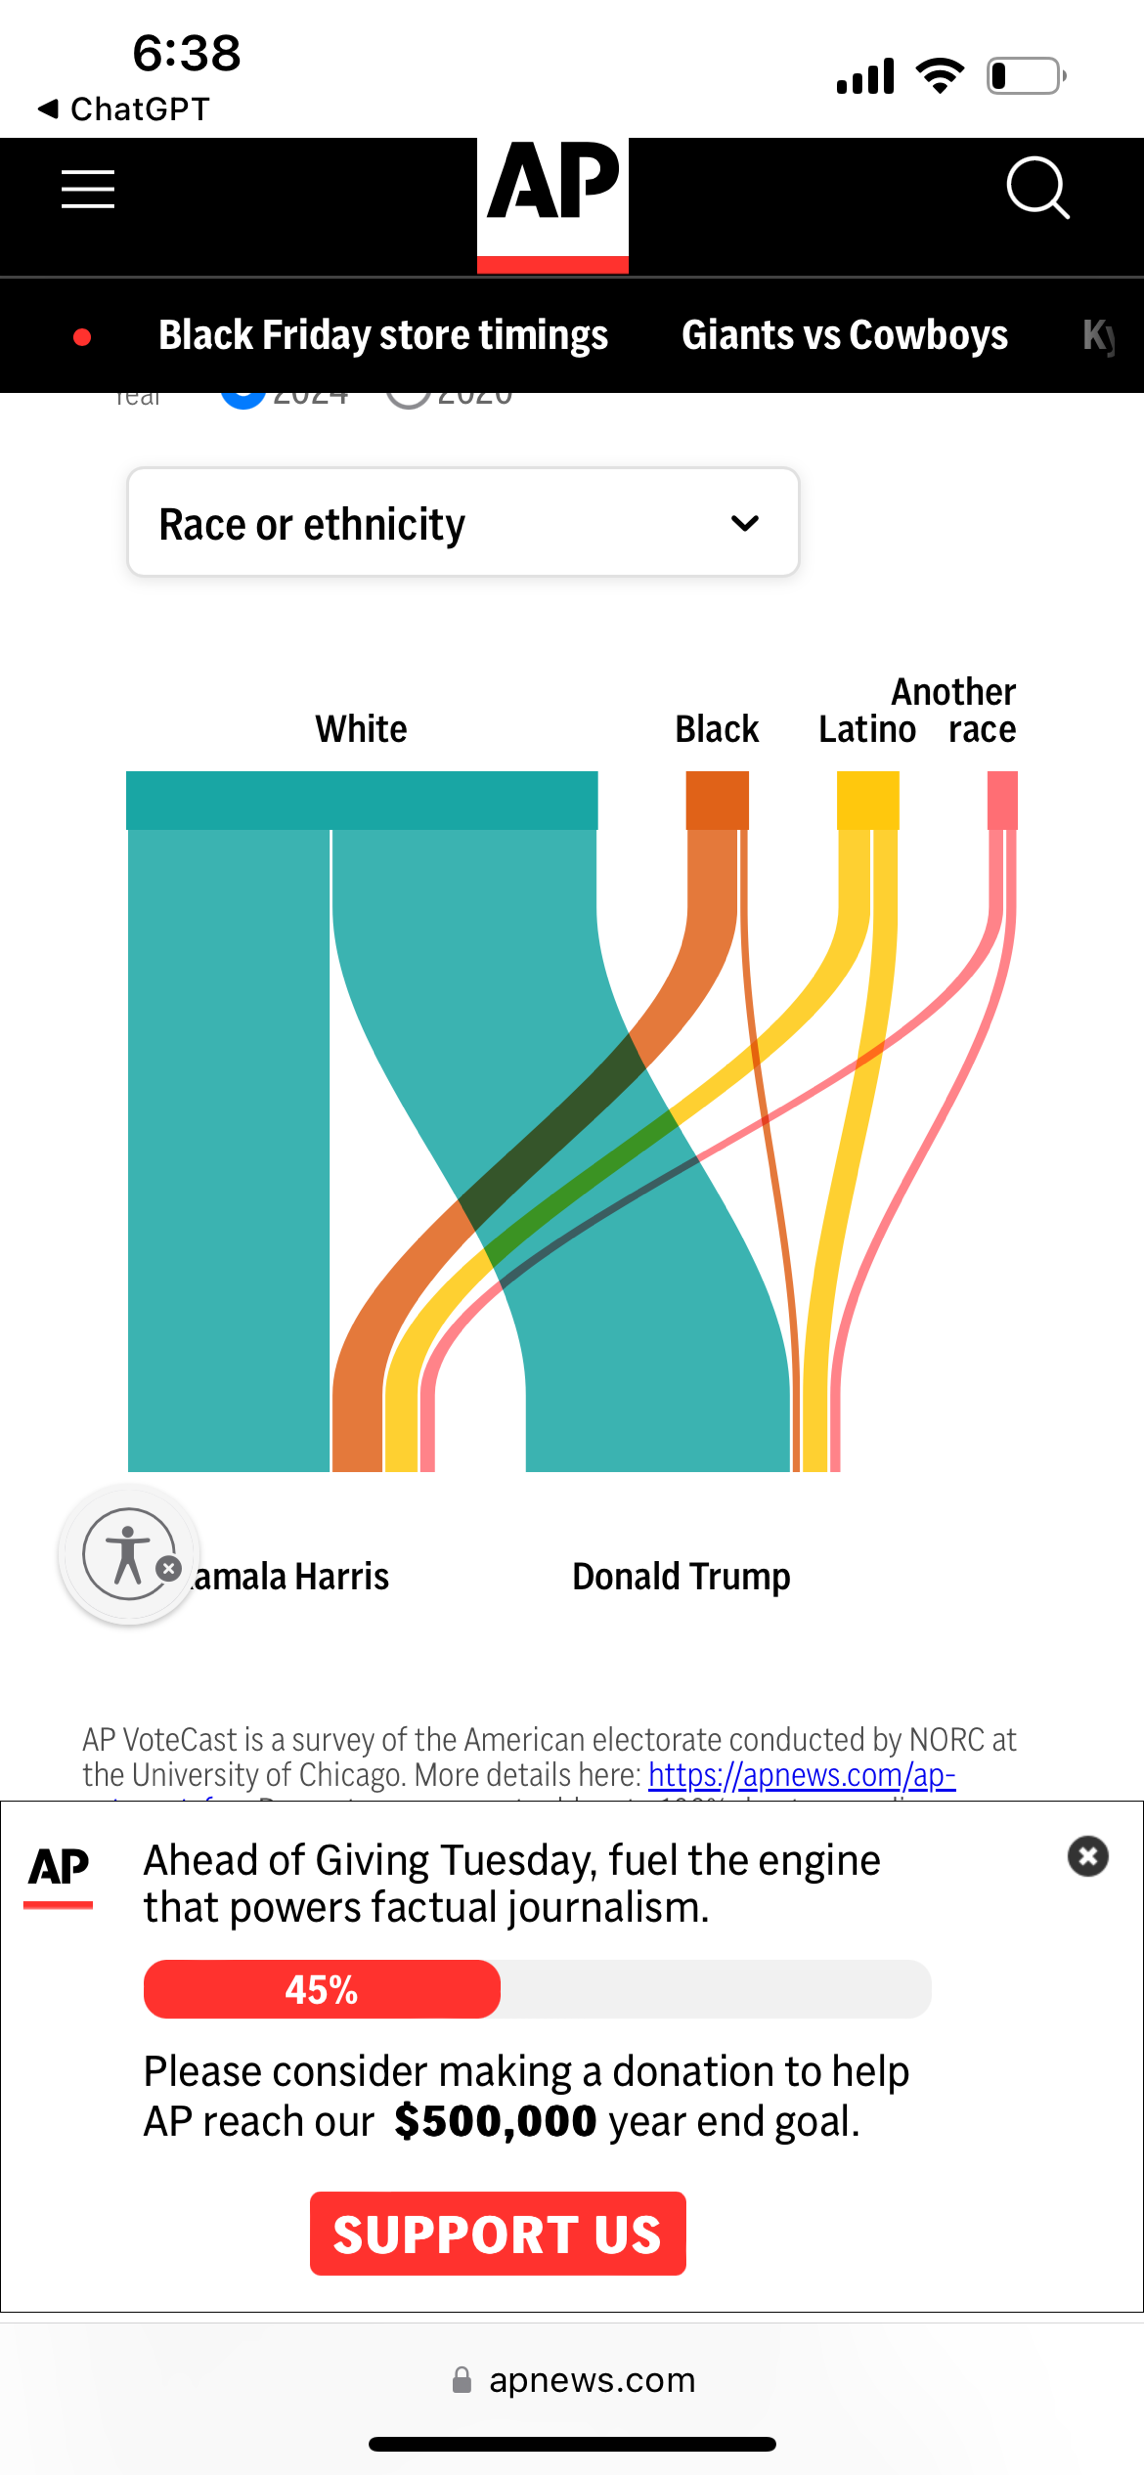 6:38
◀ ChatGPT
AP
Black Friday store timings Giants vs Cowboys
Year 2024 2020
Race or ethnicity
White Black Latino Another race
Kamala Harris Donald Trump
AP VoteCast is a survey of the American electorate conducted by NORC at
the University of Chicago. More details here: https://apnews.com/ap-
AP
Ahead of Giving Tuesday, fuel the engine
that powers factual journalism.
45%
Please consider making a donation to help
AP reach our $500,000 year end goal.
SUPPORT US
apnews.com